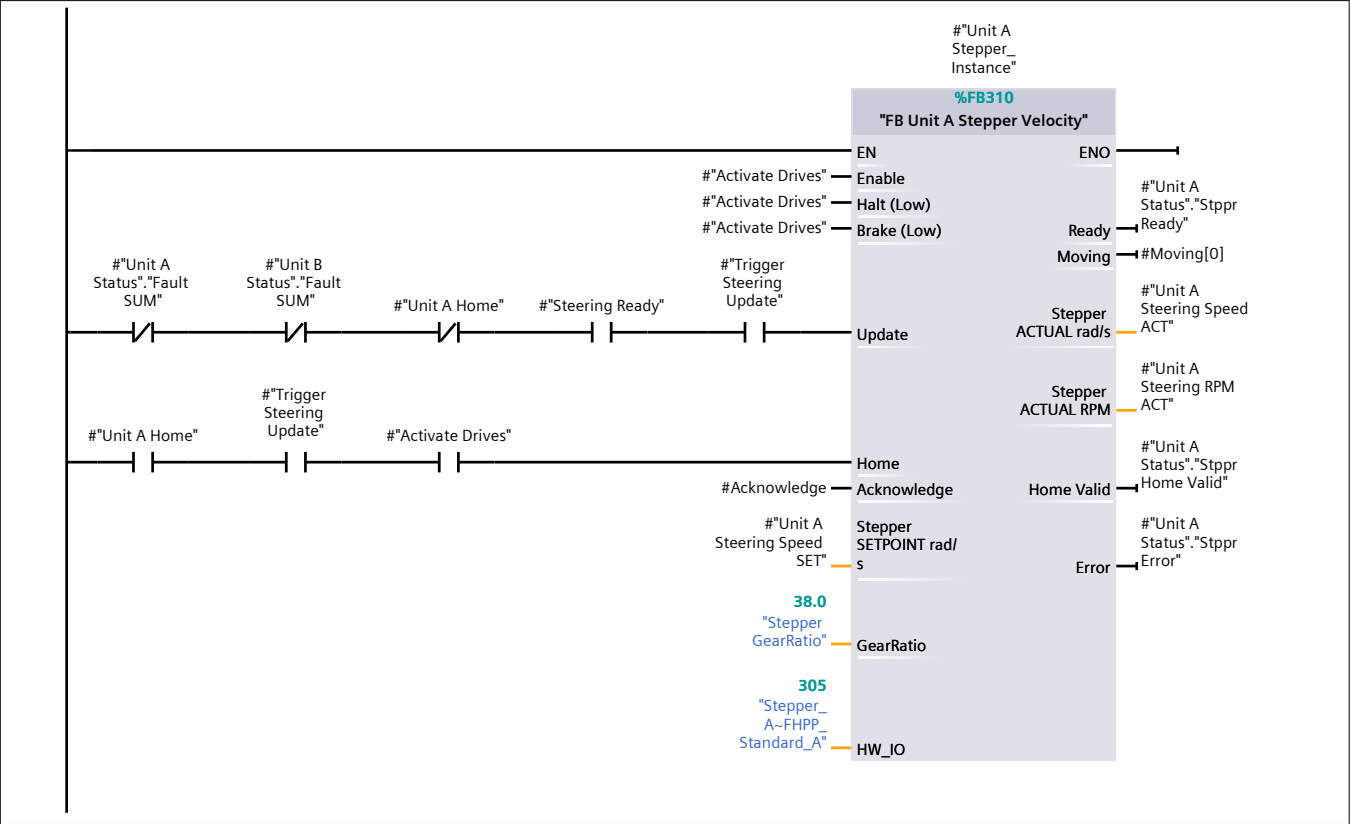 #"Unit A
Stepper_
Instance"
%FB310
"FB Unit A Stepper Velocity"
EN
ENO
#"Activate Drives"
Enable
#"Activate Drives"
Halt (Low)
#"Activate Drives"
Brake (Low)
Ready
#"Unit A
Status"."Stppr
Ready"
Moving
#Moving[0]
#"Unit A
Status"."Fault
SUM"
#"Unit B
Status"."Fault
SUM"
#"Unit A Home"
#"Steering Ready"
#"Trigger
Steering
Update"
Update
Stepper
ACTUAL rad/s
#"Unit A
Steering Speed
ACT"
Stepper
ACTUAL RPM
#"Unit A
Steering RPM
ACT"
#"Unit A Home"
#"Trigger
Steering
Update"
#"Activate Drives"
Home
#Acknowledge
Acknowledge
Home Valid
#"Unit A
Status"."Stppr
Home Valid"
#"Unit A
Steering Speed
SET"
Stepper
SETPOINT rad/
s
Error
#"Unit A
Status"."Stppr
Error"
38.0
"Stepper
GearRatio"
GearRatio
305
"Stepper_
A~FHPP_
Standard_A"
HW_IO